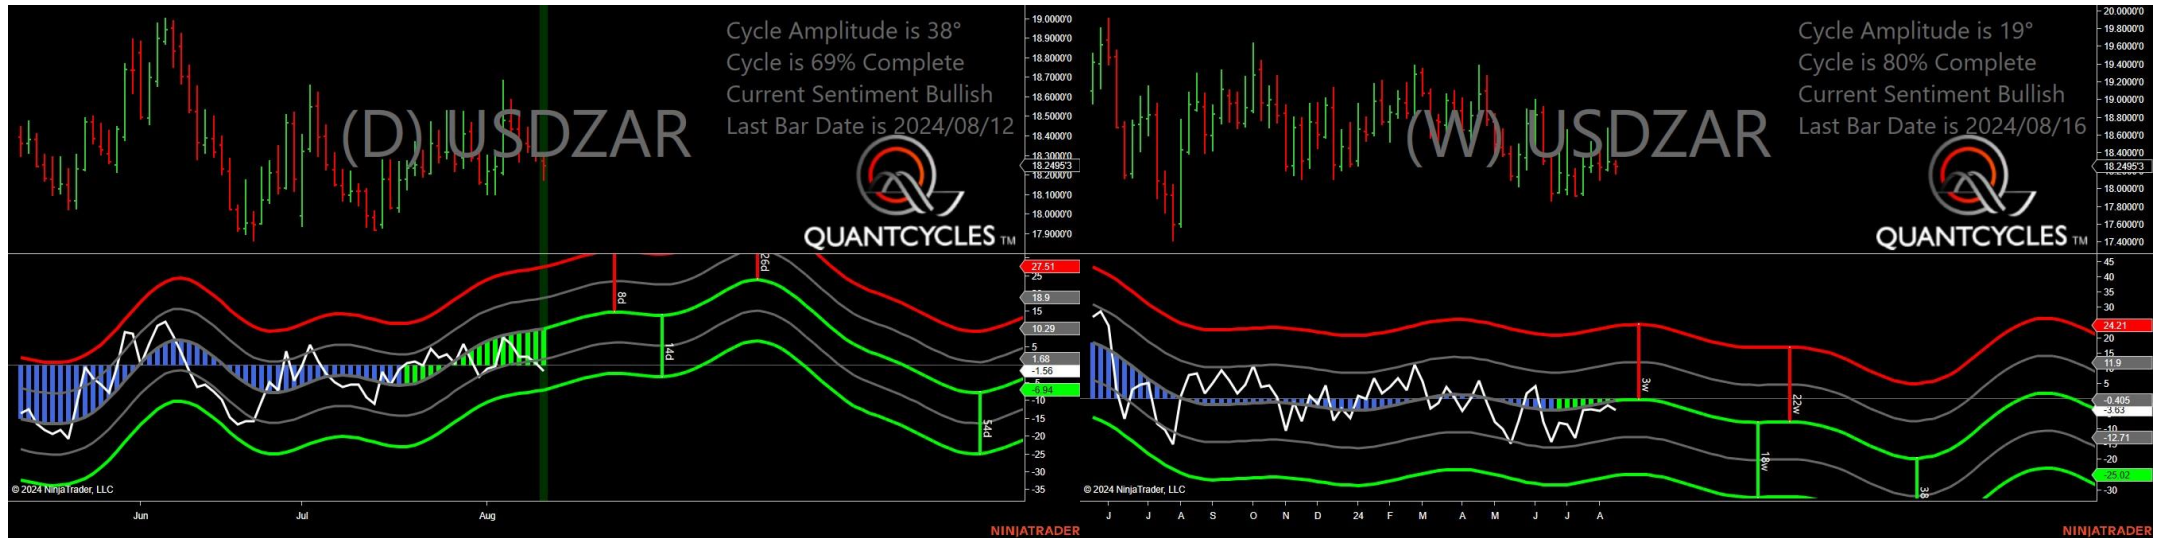 Cycle Amplitude is 38°
Cycle is 69% Complete
Current Sentiment Bullish
Last Bar Date is 2024/08/12
(D) USDZAR
QUANTCYCLES TM
19.0000'0
18.9000'0
18.8000'0
18.7000'0
18.6000'0
18.5000'0
18.4000'0
18.3000'0
18.2495'3
18.2000'0
18.1000'0
18.0000'0
17.9000'0
27.51
25
18.9
15
10.29
5
1.68
-1.56
-6.94
-10
-15
-20
-25
-30
-35
8d
14d
26d
54d
© 2024 NinjaTrader, LLC
Jun
Jul
Aug
NINJATRADER
Cycle Amplitude is 19°
Cycle is 80% Complete
Current Sentiment Bullish
Last Bar Date is 2024/08/16
(W) USDZAR
QUANTCYCLES TM
20.0000'0
19.8000'0
19.6000'0
19.4000'0
19.2000'0
19.0000'0
18.8000'0
18.6000'0
18.4000'0
18.2495'3
18.0000'0
17.8000'0
17.6000'0
17.4000'0
45
40
35
30
24.21
20
15
11.9
5
-0.405
-3.63
-10
-12.71
-20
-25.02
-30
3w
22w
18w
38
© 2024 NinjaTrader, LLC
J
J
A
S
O
N
D
24
F
M
A
M
J
J
A
NINJATRADER